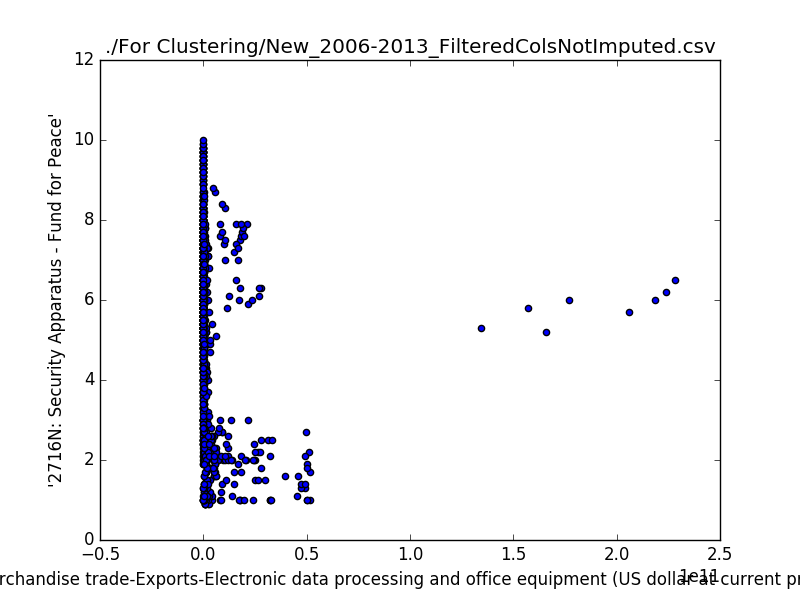 ./For Clustering/New_2006-2013_FilteredColsNotImputed.csv
12
10
8
6
4
2
0
'2716N: Security Apparatus - Fund for Peace'
−0.5 0.0 0.5 1.0 1.5 2.0 2.5
1e11
rchandise trade-Exports-Electronic data processing and office equipment (US dollar at current pr